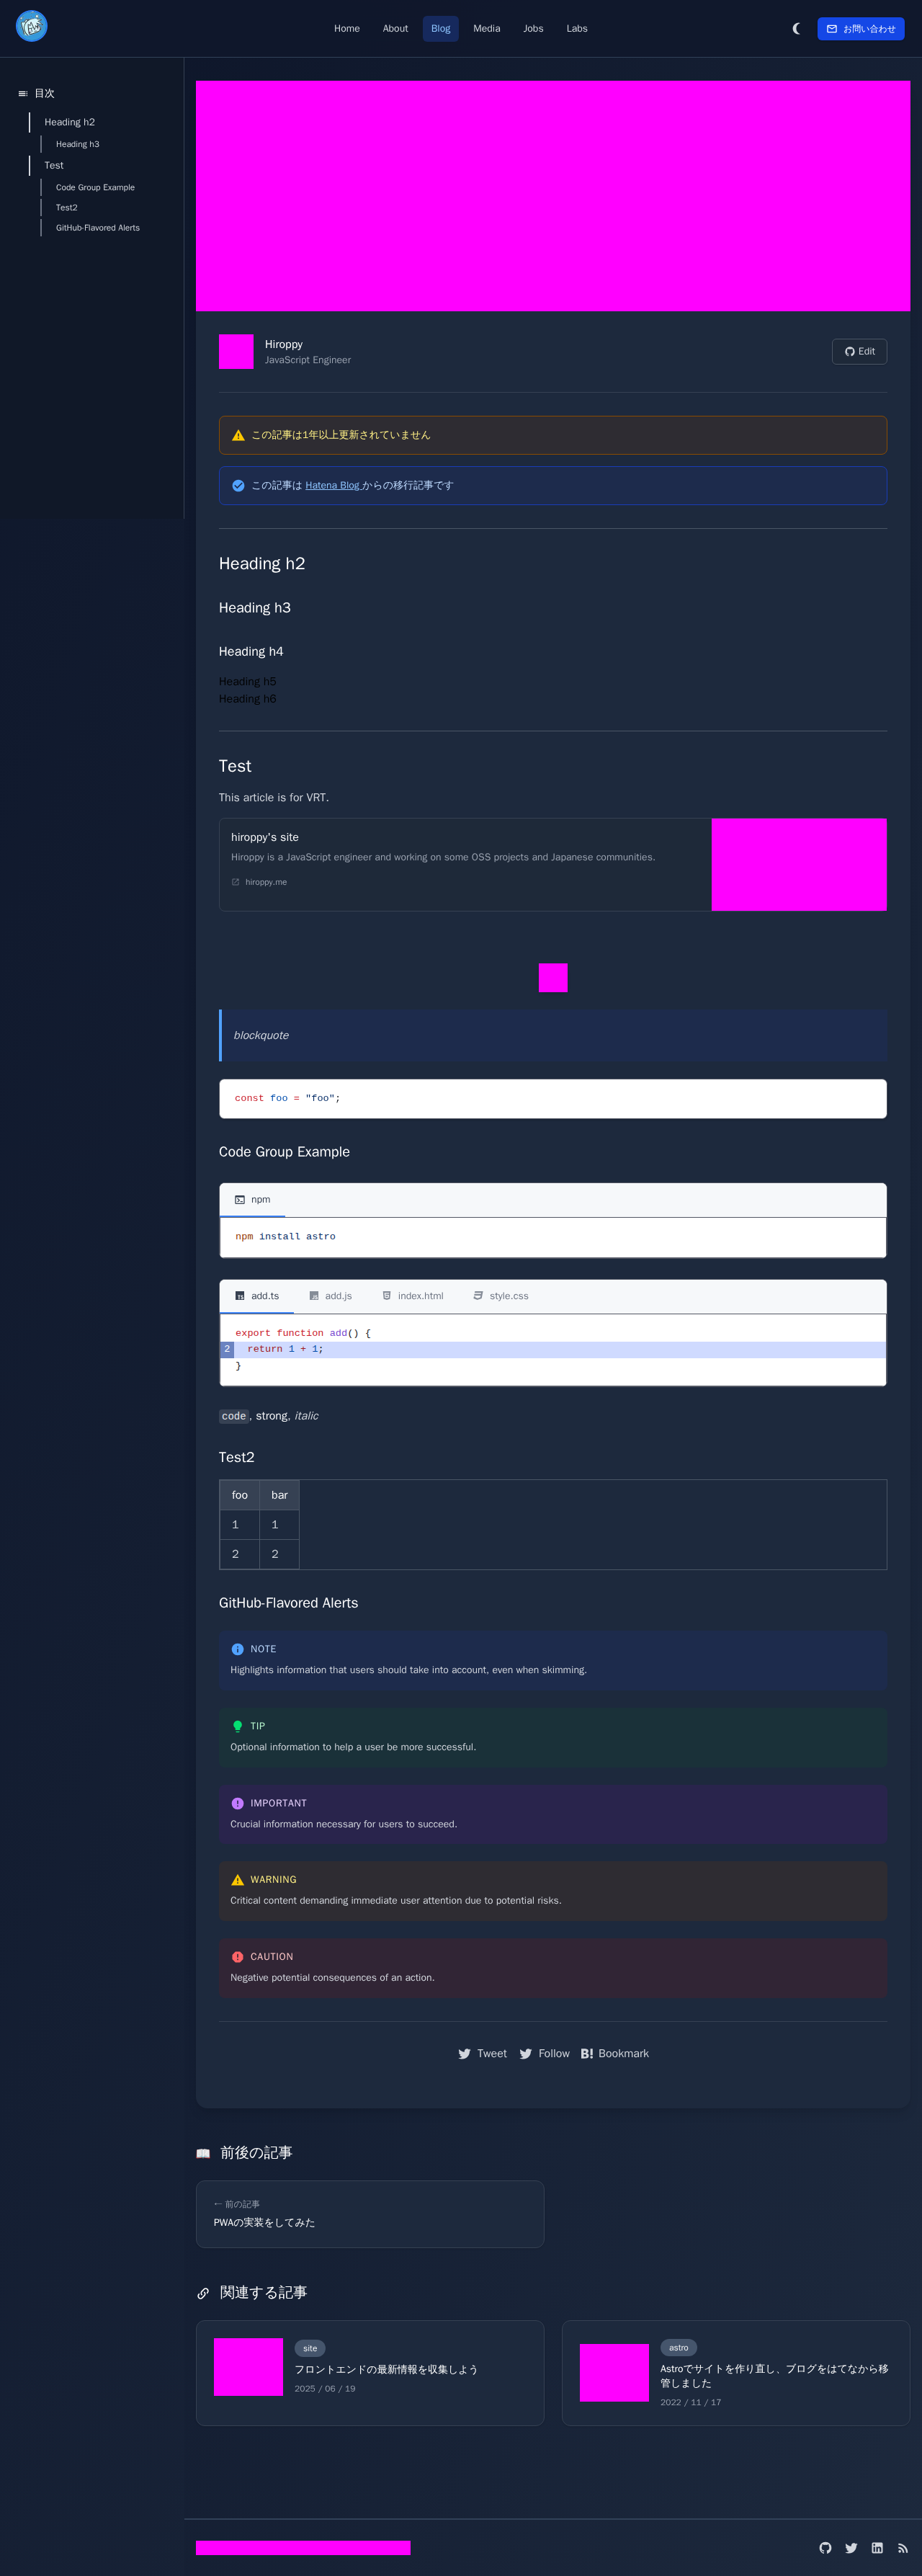 Home About Blog Media Jobs Labs お問い合わせ
目次
Heading h2
Heading h3
Test
Code Group Example
Test2
GitHub-Flavored Alerts
Hiroppy
JavaScript Engineer
Edit
この記事は1年以上更新されていません
この記事は Hatena Blog からの移行記事です
Heading h2
Heading h3
Heading h4
Heading h5
Heading h6
Test
This article is for VRT.
hiroppy's site
Hiroppy is a JavaScript engineer and working on some OSS projects and Japanese communities.
hiroppy.me
blockquote
const foo = "foo";
Code Group Example
npm
npm install astro
add.ts add.js index.html style.css
export function add() {
2 return 1 + 1;
}
code, strong, italic
Test2
foo bar
1 1
2 2
GitHub-Flavored Alerts
NOTE
Highlights information that users should take into account, even when skimming.
TIP
Optional information to help a user be more successful.
IMPORTANT
Crucial information necessary for users to succeed.
WARNING
Critical content demanding immediate user attention due to potential risks.
CAUTION
Negative potential consequences of an action.
Tweet Follow B! Bookmark
前後の記事
← 前の記事
PWAの実装をしてみた
関連する記事
site
フロントエンドの最新情報を収集しよう
2025 / 06 / 19
astro
Astroでサイトを作り直し、ブログをはてなから移
管しました
2022 / 11 / 17